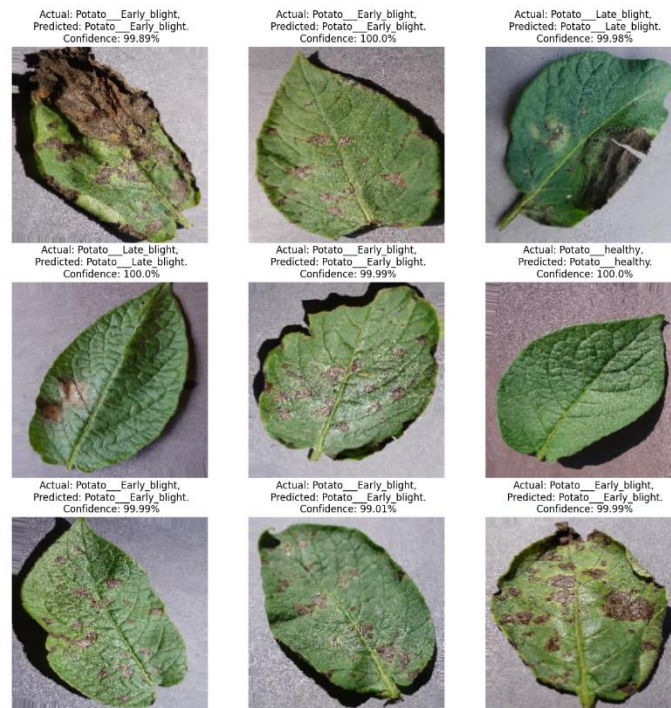 Actual: Potato___Early_blight,
Predicted: Potato___Early_blight.
Confidence: 99.89%
Actual: Potato___Early_blight,
Predicted: Potato___Early_blight.
Confidence: 100.0%
Actual: Potato___Late_blight,
Predicted: Potato___Late_blight.
Confidence: 99.98%
Actual: Potato___Late_blight,
Predicted: Potato___Late_blight.
Confidence: 100.0%
Actual: Potato___Early_blight,
Predicted: Potato___Early_blight.
Confidence: 99.99%
Actual: Potato___healthy,
Predicted: Potato___healthy.
Confidence: 100.0%
Actual: Potato___Early_blight,
Predicted: Potato___Early_blight.
Confidence: 99.99%
Actual: Potato___Early_blight,
Predicted: Potato___Early_blight.
Confidence: 99.01%
Actual: Potato___Early_blight,
Predicted: Potato___Early_blight.
Confidence: 99.99%